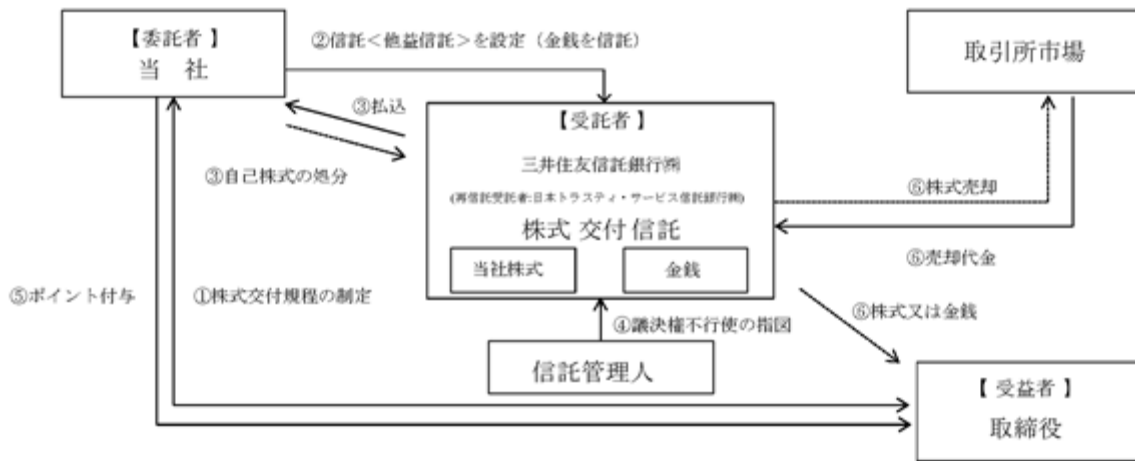 【委託者】
当 社
②信託<他益信託>を設定(金銭を信託)
取引所市場
③払込
③自己株式の処分
【受託者】
三井住友信託銀行㈱
(再信託受託者:日本トラスティ・サービス信託銀行㈱)
株式 交付 信託
当社株式
金銭
⑥株式売却
⑥売却代金
⑤ポイント付与
①株式交付規程の制定
④議決権不行使の指図
⑥株式又は金銭
信託管理人
【 受益者 】
取締役